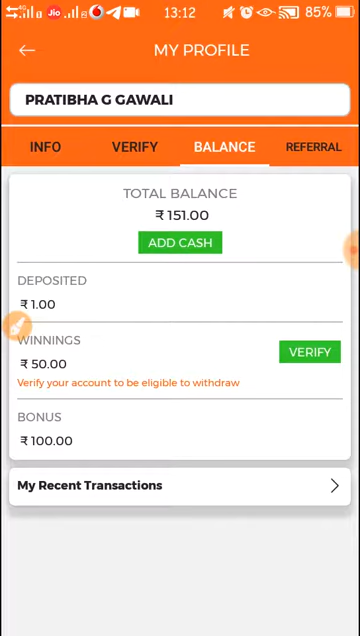 4G Jio 13:12 85%
MY PROFILE
PRATIBHA G GAWALI
INFO VERIFY BALANCE REFERRAL
TOTAL BALANCE
₹ 151.00
ADD CASH
DEPOSITED
₹ 1.00
WINNINGS
₹ 50.00
VERIFY
Verify your account to be eligible to withdraw
BONUS
₹ 100.00
My Recent Transactions